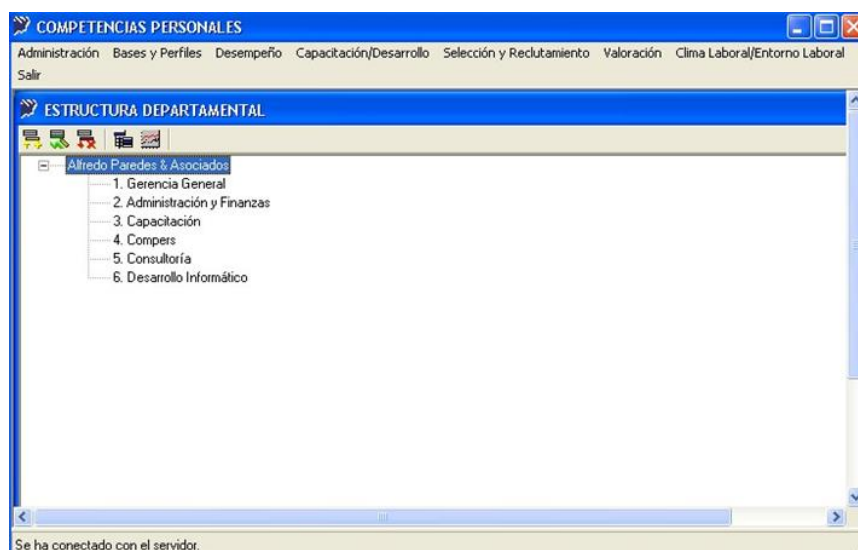 COMPETENCIAS PERSONALES
Administración Bases y Perfiles Desempeño Capacitación/Desarrollo Selección y Reclutamiento Valoración Clima Laboral/Entorno Laboral
Salir
ESTRUCTURA DEPARTAMENTAL
Alfredo Paredes & Asociados
1. Gerencia General
2. Administración y Finanzas
3. Capacitación
4. Compers
5. Consultoría
6. Desarrollo Informático
Se ha conectado con el servidor.